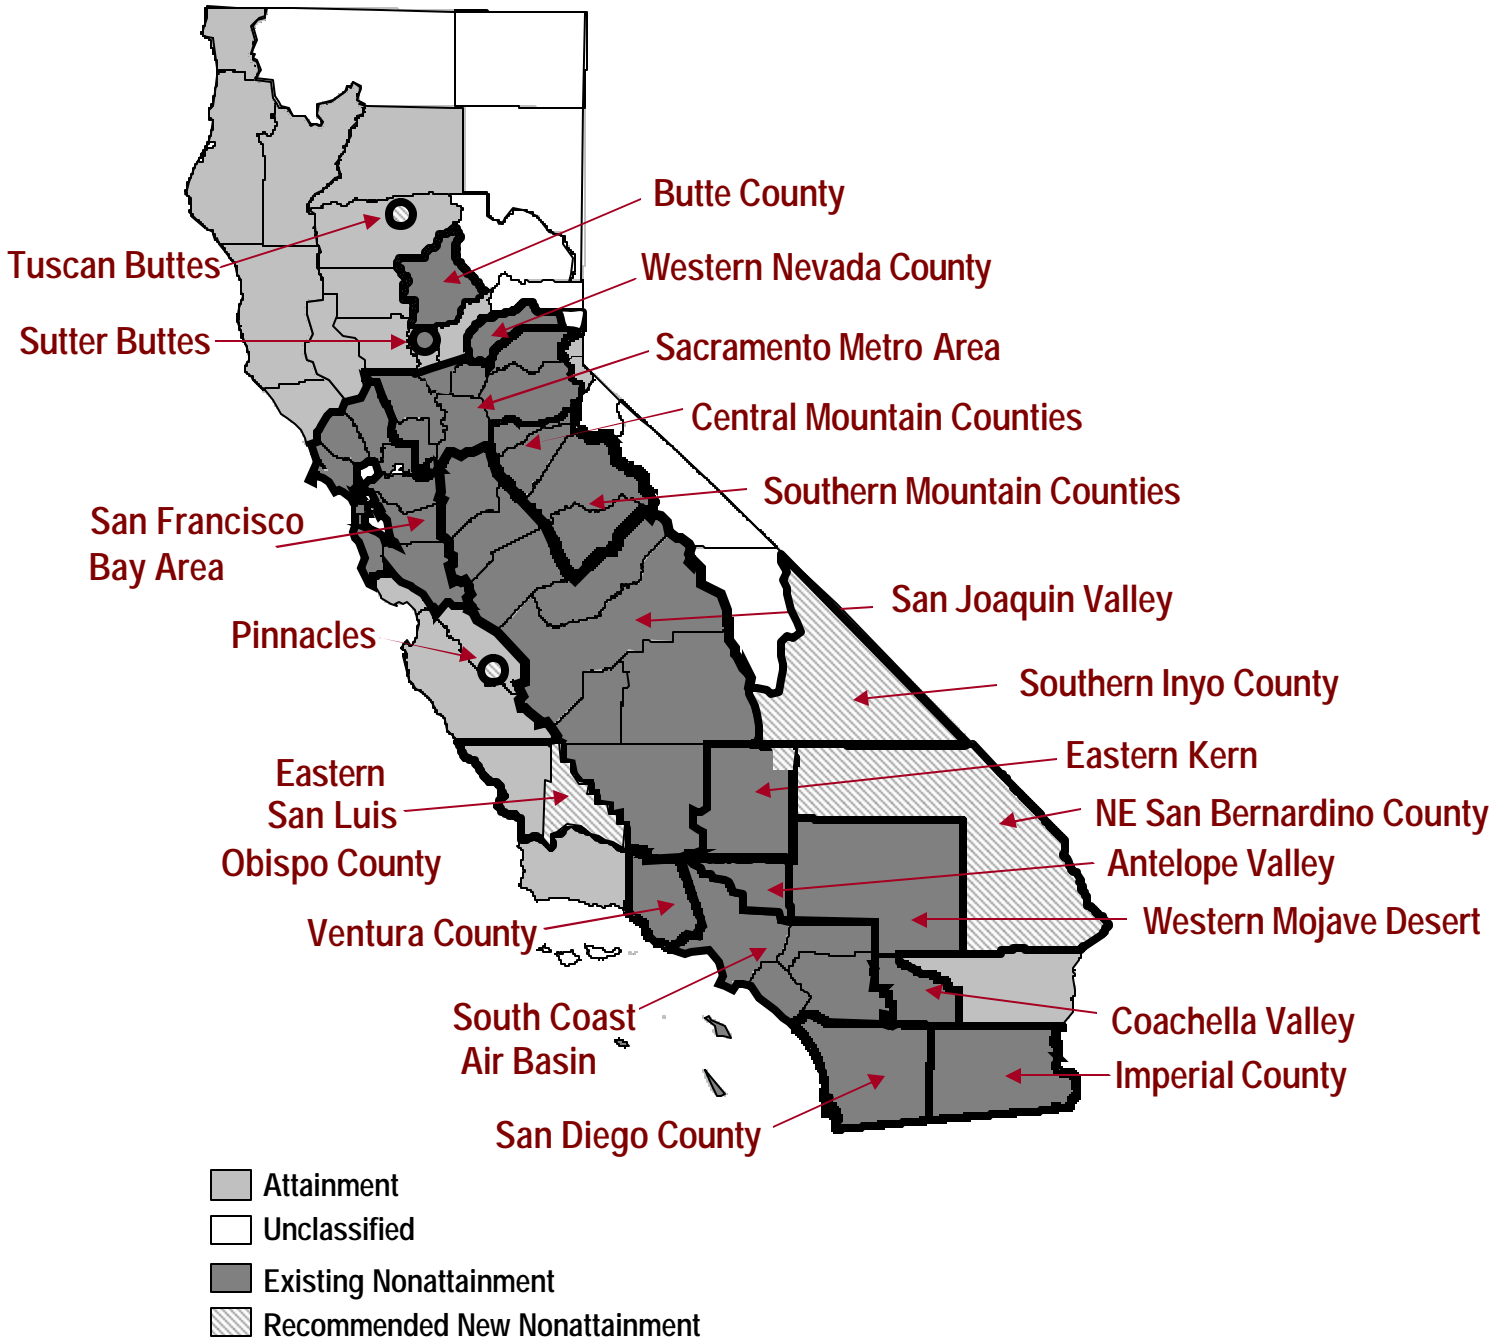 Butte County
Tuscan Buttes
Western Nevada County
Sutter Buttes
Sacramento Metro Area
Central Mountain Counties
Southern Mountain Counties
San Francisco
Bay Area
San Joaquin Valley
Pinnacles
Southern Inyo County
Eastern Kern
Eastern
San Luis
Obispo County
NE San Bernardino County
Antelope Valley
Ventura County
Western Mojave Desert
South Coast
Air Basin
Coachella Valley
Imperial County
San Diego County
Attainment
Unclassified
Existing Nonattainment
Recommended New Nonattainment